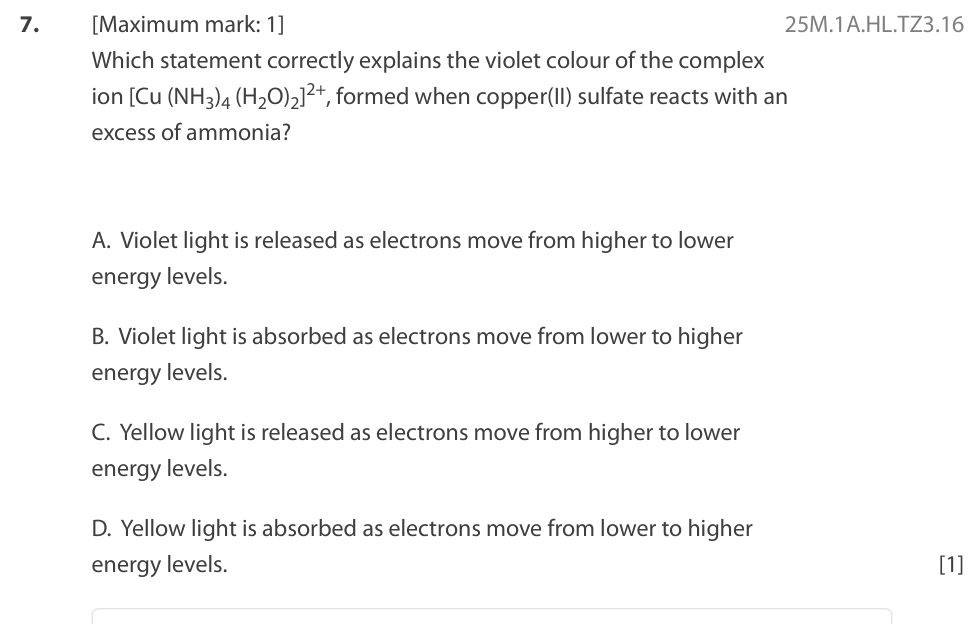 7. [Maximum mark: 1] 25M.1A.HL.TZ3.16
Which statement correctly explains the violet colour of the complex
ion [Cu (NH₃)₄ (H₂O)₂]²⁺, formed when copper(II) sulfate reacts with an
excess of ammonia?
A. Violet light is released as electrons move from higher to lower
energy levels.
B. Violet light is absorbed as electrons move from lower to higher
energy levels.
C. Yellow light is released as electrons move from higher to lower
energy levels.
D. Yellow light is absorbed as electrons move from lower to higher
energy levels. [1]